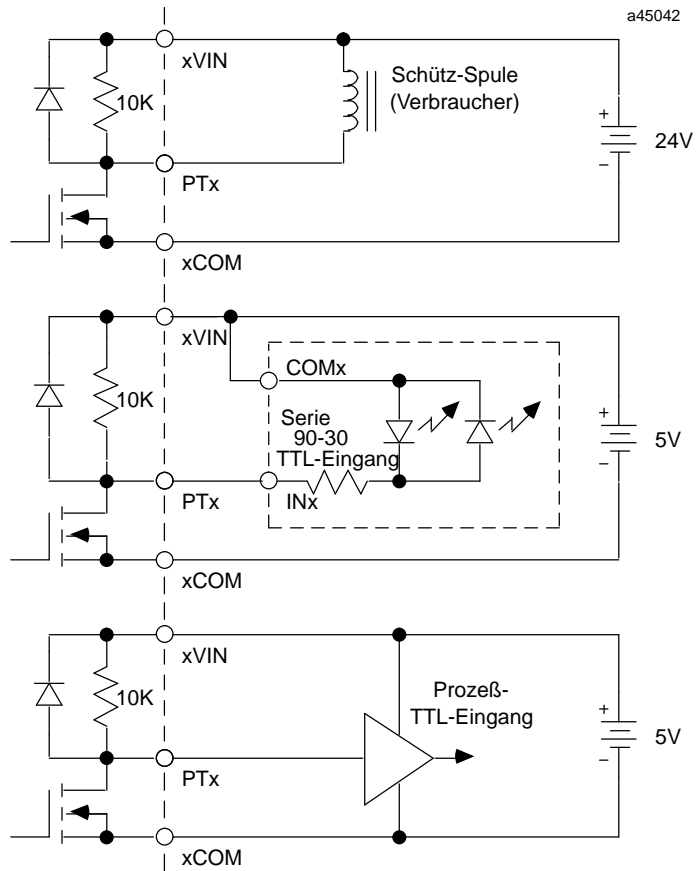 a45042
xVIN
Schütz-Spule
(Verbraucher)
10K
+
24V
−
PTx
xCOM
xVIN
COMx
10K
Serie
90-30
TTL-Eingang
+
5V
−
PTx
INx
xCOM
xVIN
10K
Prozeß-
TTL-Eingang
+
5V
−
PTx
xCOM